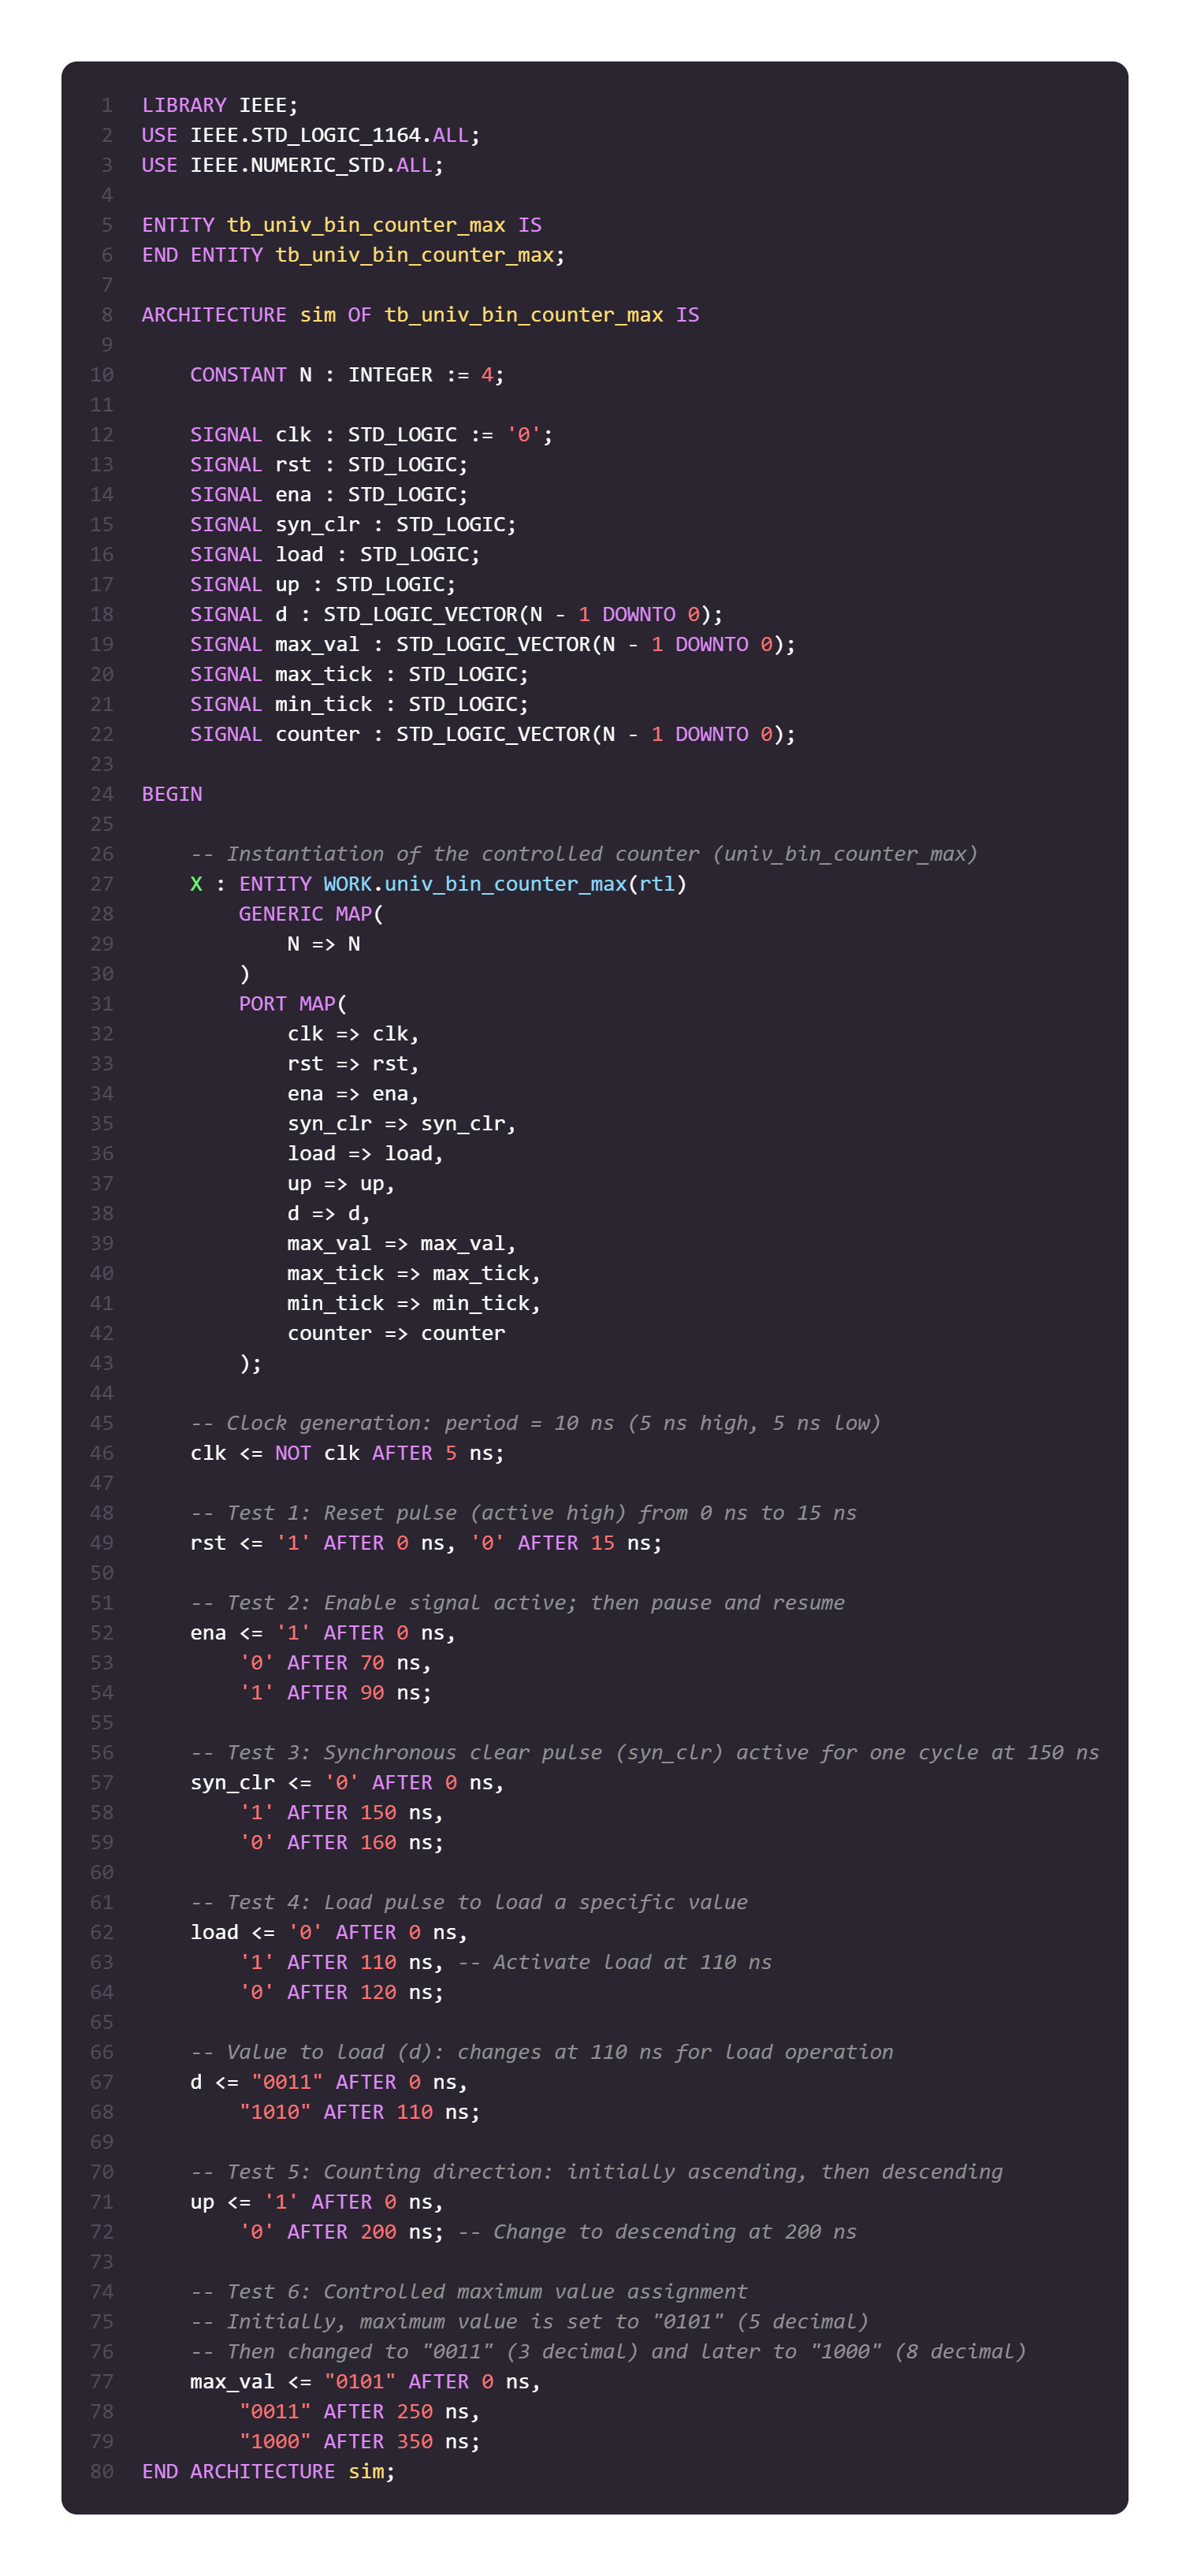 1 LIBRARY IEEE;
2 USE IEEE.STD_LOGIC_1164.ALL;
3 USE IEEE.NUMERIC_STD.ALL;
4
5 ENTITY tb_univ_bin_counter_max IS
6 END ENTITY tb_univ_bin_counter_max;
7
8 ARCHITECTURE sim OF tb_univ_bin_counter_max IS
9
10     CONSTANT N : INTEGER := 4;
11
12     SIGNAL clk : STD_LOGIC := '0';
13     SIGNAL rst : STD_LOGIC;
14     SIGNAL ena : STD_LOGIC;
15     SIGNAL syn_clr : STD_LOGIC;
16     SIGNAL load : STD_LOGIC;
17     SIGNAL up : STD_LOGIC;
18     SIGNAL d : STD_LOGIC_VECTOR(N - 1 DOWNTO 0);
19     SIGNAL max_val : STD_LOGIC_VECTOR(N - 1 DOWNTO 0);
20     SIGNAL max_tick : STD_LOGIC;
21     SIGNAL min_tick : STD_LOGIC;
22     SIGNAL counter : STD_LOGIC_VECTOR(N - 1 DOWNTO 0);
23
24 BEGIN
25
26     -- Instantiation of the controlled counter (univ_bin_counter_max)
27     X : ENTITY WORK.univ_bin_counter_max(rtl)
28         GENERIC MAP(
29             N => N
30         )
31         PORT MAP(
32             clk => clk,
33             rst => rst,
34             ena => ena,
35             syn_clr => syn_clr,
36             load => load,
37             up => up,
38             d => d,
39             max_val => max_val,
40             max_tick => max_tick,
41             min_tick => min_tick,
42             counter => counter
43         );
44
45     -- Clock generation: period = 10 ns (5 ns high, 5 ns low)
46     clk <= NOT clk AFTER 5 ns;
47
48     -- Test 1: Reset pulse (active high) from 0 ns to 15 ns
49     rst <= '1' AFTER 0 ns, '0' AFTER 15 ns;
50
51     -- Test 2: Enable signal active; then pause and resume
52     ena <= '1' AFTER 0 ns,
53         '0' AFTER 70 ns,
54         '1' AFTER 90 ns;
55
56     -- Test 3: Synchronous clear pulse (syn_clr) active for one cycle at 150 ns
57     syn_clr <= '0' AFTER 0 ns,
58         '1' AFTER 150 ns,
59         '0' AFTER 160 ns;
60
61     -- Test 4: Load pulse to load a specific value
62     load <= '0' AFTER 0 ns,
63         '1' AFTER 110 ns, -- Activate load at 110 ns
64         '0' AFTER 120 ns;
65
66     -- Value to load (d): changes at 110 ns for load operation
67     d <= "0011" AFTER 0 ns,
68         "1010" AFTER 110 ns;
69
70     -- Test 5: Counting direction: initially ascending, then descending
71     up <= '1' AFTER 0 ns,
72         '0' AFTER 200 ns; -- Change to descending at 200 ns
73
74     -- Test 6: Controlled maximum value assignment
75     -- Initially, maximum value is set to "0101" (5 decimal)
76     -- Then changed to "0011" (3 decimal) and later to "1000" (8 decimal)
77     max_val <= "0101" AFTER 0 ns,
78         "0011" AFTER 250 ns,
79         "1000" AFTER 350 ns;
80 END ARCHITECTURE sim;